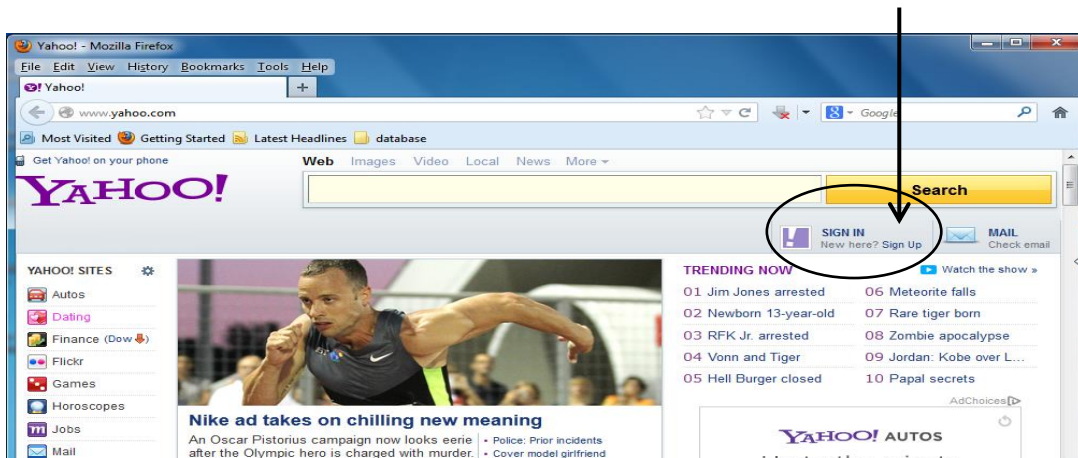 Yahoo! - Mozilla Firefox
File Edit View History Bookmarks Tools Help
Yahoo!
www.yahoo.com
Google
Most Visited Getting Started Latest Headlines database
Get Yahoo! on your phone
Web Images Video Local News More
YAHOO!
Search
SIGN IN
New here? Sign Up
MAIL
Check email
YAHOO! SITES
Autos
Dating
Finance (Dow)
Flickr
Games
Horoscopes
Jobs
Mail
Nike ad takes on chilling new meaning
An Oscar Pistorius campaign now looks eerie
after the Olympic hero is charged with murder.
• Police: Prior incidents
• Cover model girlfriend
TRENDING NOW
Watch the show »
01 Jim Jones arrested
02 Newborn 13-year-old
03 RFK Jr. arrested
04 Vonn and Tiger
05 Hell Burger closed
06 Meteorite falls
07 Rare tiger born
08 Zombie apocalypse
09 Jordan: Kobe over L...
10 Papal secrets
AdChoices
YAHOO! AUTOS